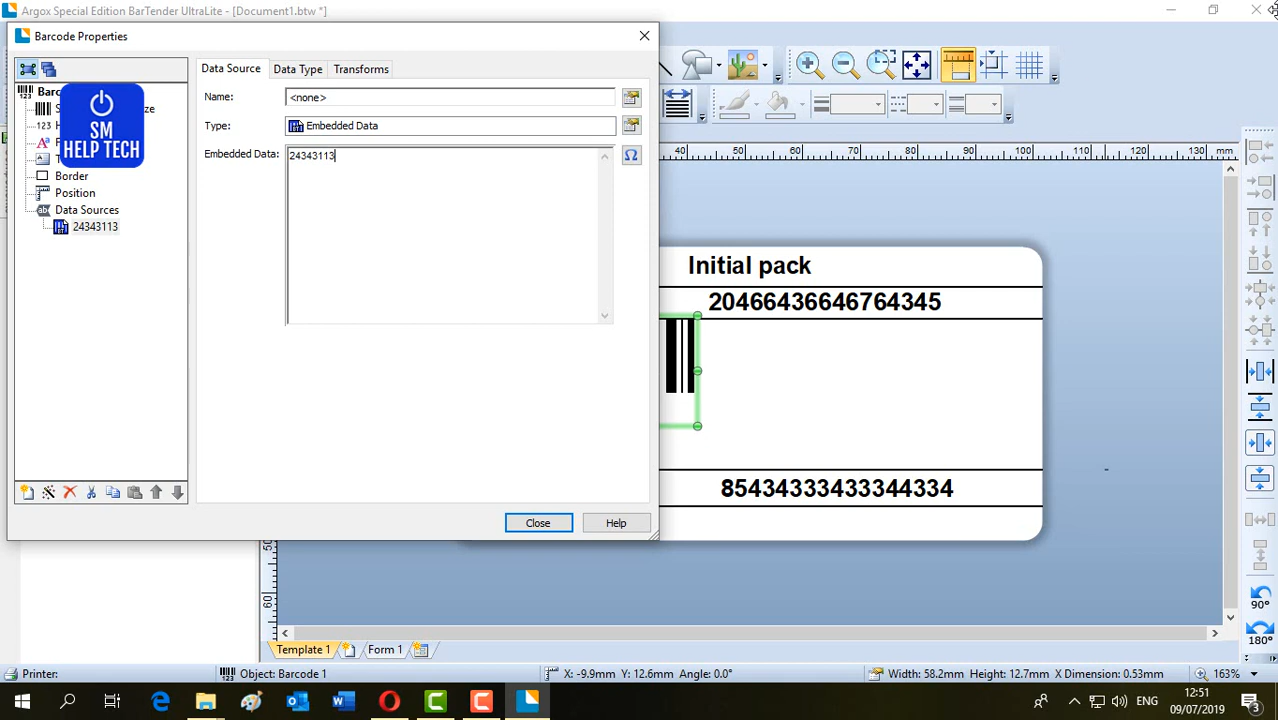 Argox Special Edition BarTender UltraLite - [Document1.btw *]
Barcode Properties
Data Source
Data Type
Transforms
Name:
<none>
Type:
Embedded Data
Embedded Data:
24343113
SM
HELP TECH
Border
Position
Data Sources
24343113
Close
Help
40
50
60
70
80
90
100
110
120
130
mm
Initial pack
20466436646764345
85434333433344334
60
90°
180°
Template 1
Form 1
Printer:
Object: Barcode 1
X: -9.9mm Y: 12.6mm Angle: 0.0°
Width: 58.2mm Height: 12.7mm X Dimension: 0.53mm
163%
ENG
12:51
09/07/2019
3